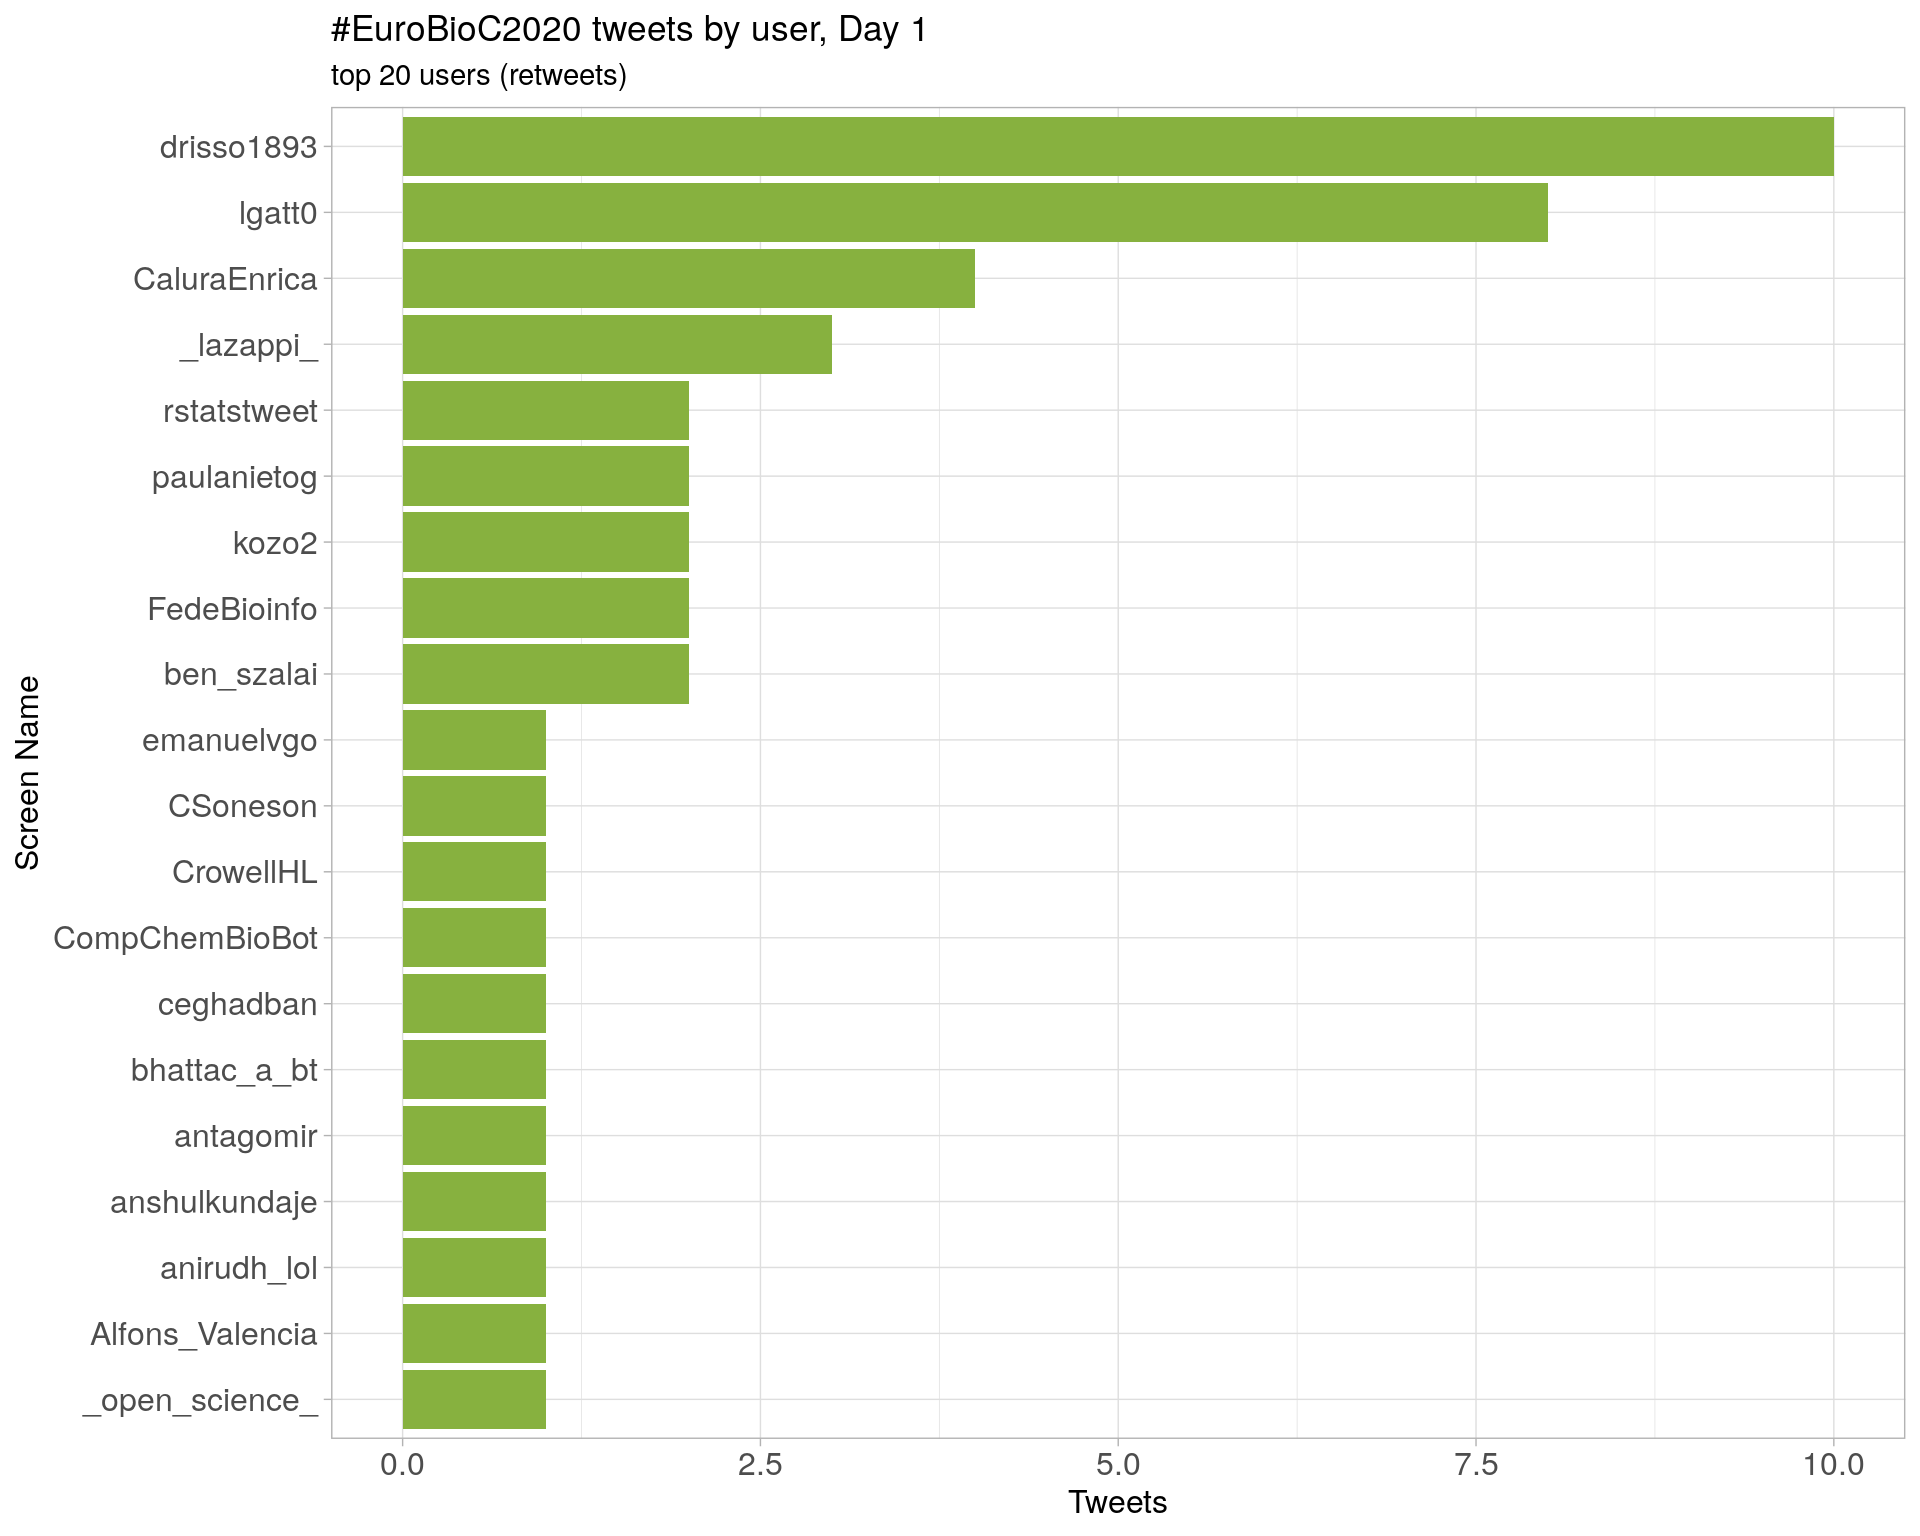 #EuroBioC2020 tweets by user, Day 1
top 20 users (retweets)
drisso1893
lgatt0
CaluraEnrica
_lazappi_
rstatstweet
paulanietog
kozo2
FedeBioinfo
ben_szalai
emanuelvgo
CSoneson
CrowellHL
CompChemBioBot
ceghadban
bhattac_a_bt
antagomir
anshulkundaje
anirudh_lol
Alfons_Valencia
_open_science_
Screen Name
0.0 2.5 5.0 7.5 10.0
Tweets